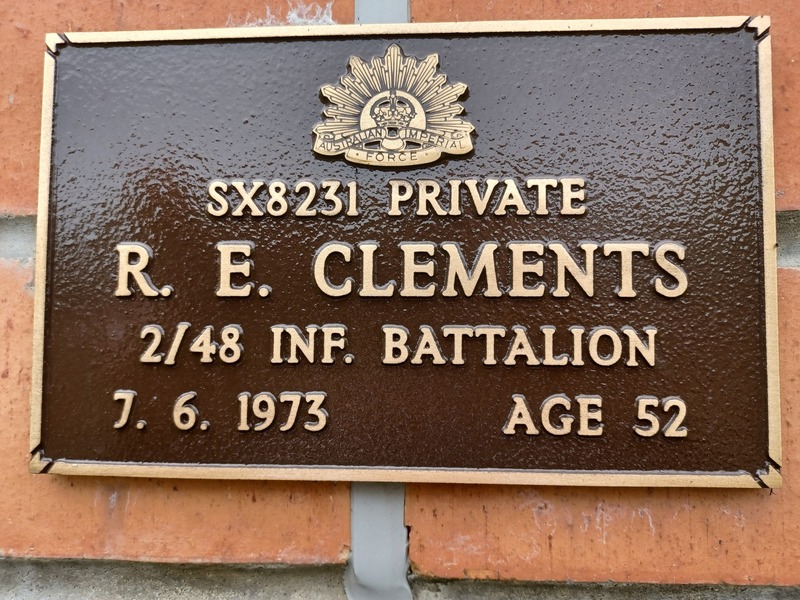 AUSTRALIAN IMPERIAL
FORCE
SX8231 PRIVATE
R. E. CLEMENTS
2/48 INF. BATTALION
7. 6. 1973 AGE 52